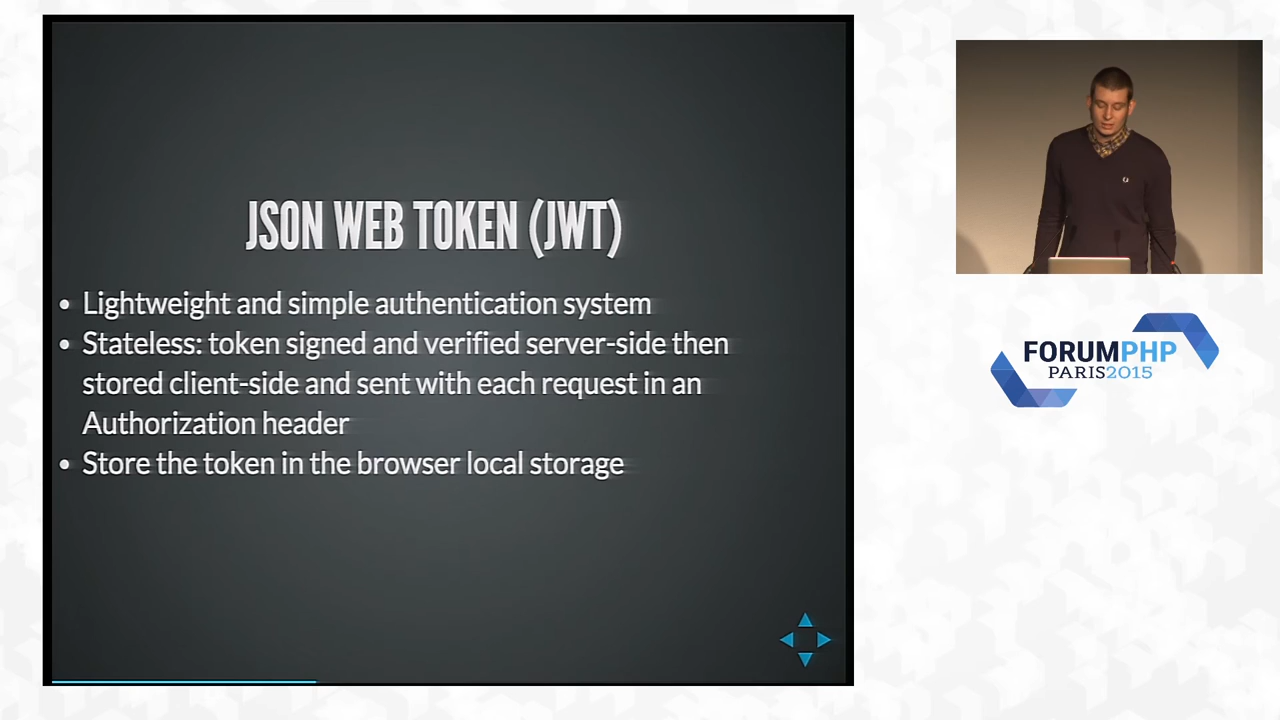 JSON WEB TOKEN (JWT)
• Lightweight and simple authentication system
• Stateless: token signed and verified server-side then
stored client-side and sent with each request in an
Authorization header
• Store the token in the browser local storage
FORUMPHP
PARIS2015